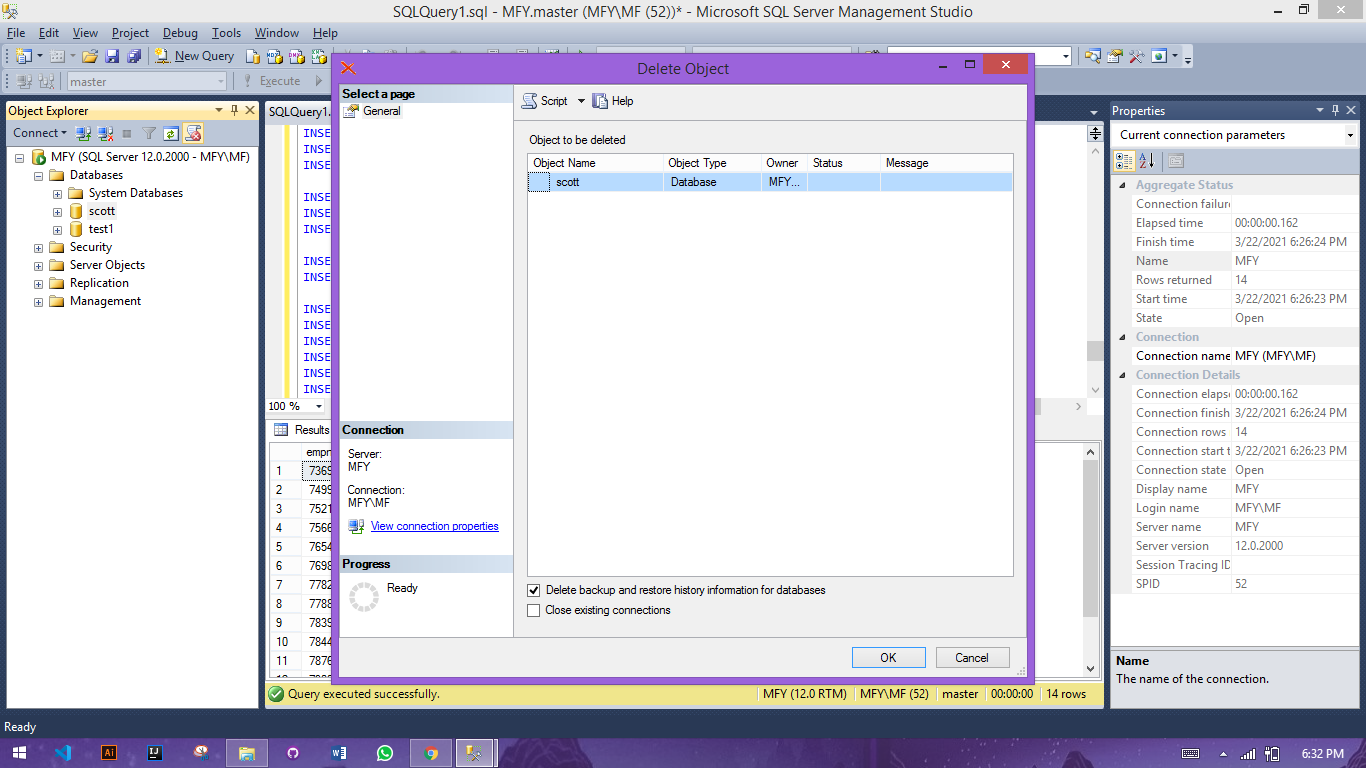 SQLQuery1.sql - MFY.master (MFY\MF (52))* - Microsoft SQL Server Management Studio
File Edit View Project Debug Tools Window Help
New Query
master Execute
Object Explorer
Connect
MFY (SQL Server 12.0.2000 - MFY\MF)
Databases
System Databases
scott
test1
Security
Server Objects
Replication
Management
SQLQuery1.
INSE
INSE
INSE
INSE
INSE
INSE
INSE
INSE
INSE
INSE
INSE
INSE
INSE
100 %
Results
empn
1 7369
2 7499
3 7521
4 7566
5 7654
6 7698
7 7782
8 7788
9 7839
10 7844
11 7876
Delete Object
Select a page
General
Connection
Server:
MFY
Connection:
MFY\MF
View connection properties
Progress
Ready
Script Help
Object to be deleted
Object Name Object Type Owner Status Message
scott Database MFY...
Delete backup and restore history information for databases
Close existing connections
OK Cancel
Query executed successfully. MFY (12.0 RTM) MFY\MF (52) master 00:00:00 14 rows
Properties
Current connection parameters
Aggregate Status
Connection failure
Elapsed time 00:00:00.162
Finish time 3/22/2021 6:26:24 PM
Name MFY
Rows returned 14
Start time 3/22/2021 6:26:23 PM
State Open
Connection
Connection name MFY (MFY\MF)
Connection Details
Connection elapse 00:00:00.162
Connection finish 3/22/2021 6:26:24 PM
Connection rows 14
Connection start t 3/22/2021 6:26:23 PM
Connection state Open
Display name MFY
Login name MFY\MF
Server name MFY
Server version 12.0.2000
Session Tracing ID
SPID 52
Name
The name of the connection.
Ready
6:32 PM